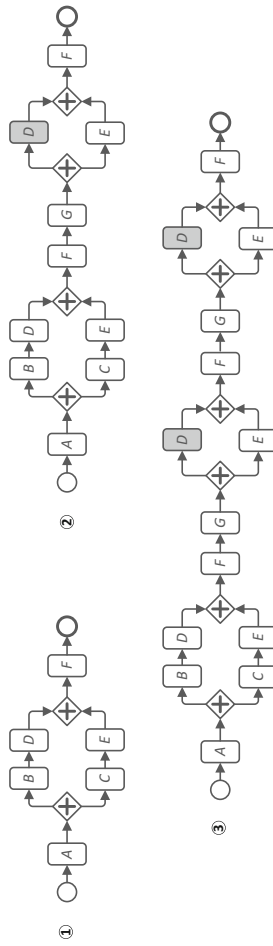 ①
B D
A F
C E
②
B D D
A F G F
C E E
③
B D D D
A F G F G F
C E E E